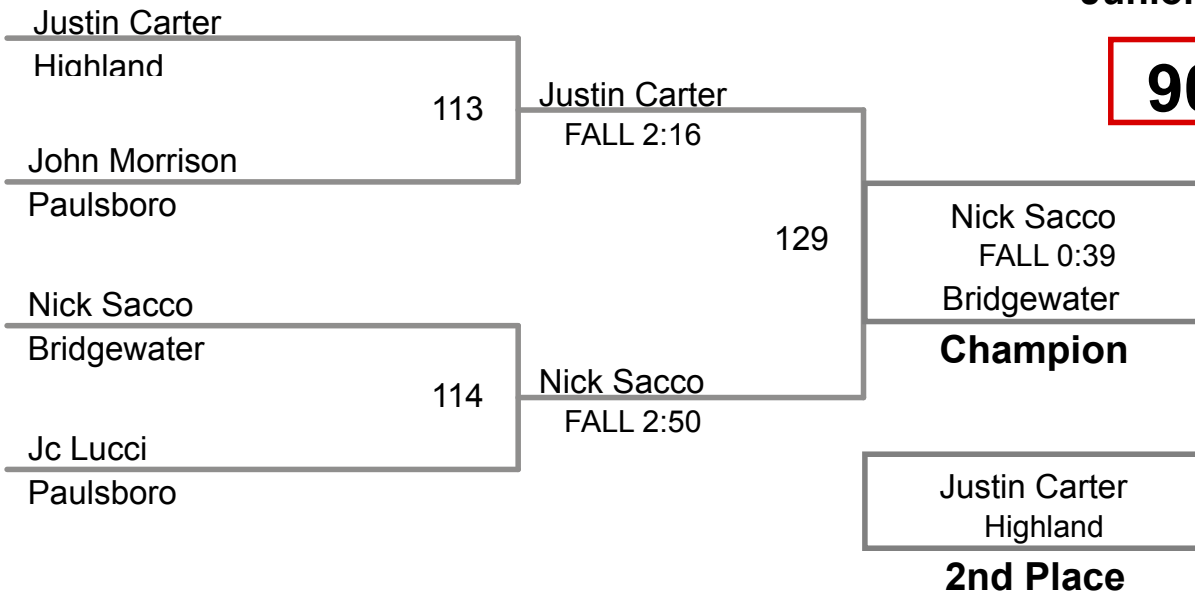 Justin Carter
Highland
113
Justin Carter
FALL 2:16
John Morrison
Paulsboro
129
Nick Sacco
FALL 0:39
Bridgewater
Champion
Nick Sacco
Bridgewater
114
Nick Sacco
FALL 2:50
Jc Lucci
Paulsboro
Justin Carter
Highland
2nd Place